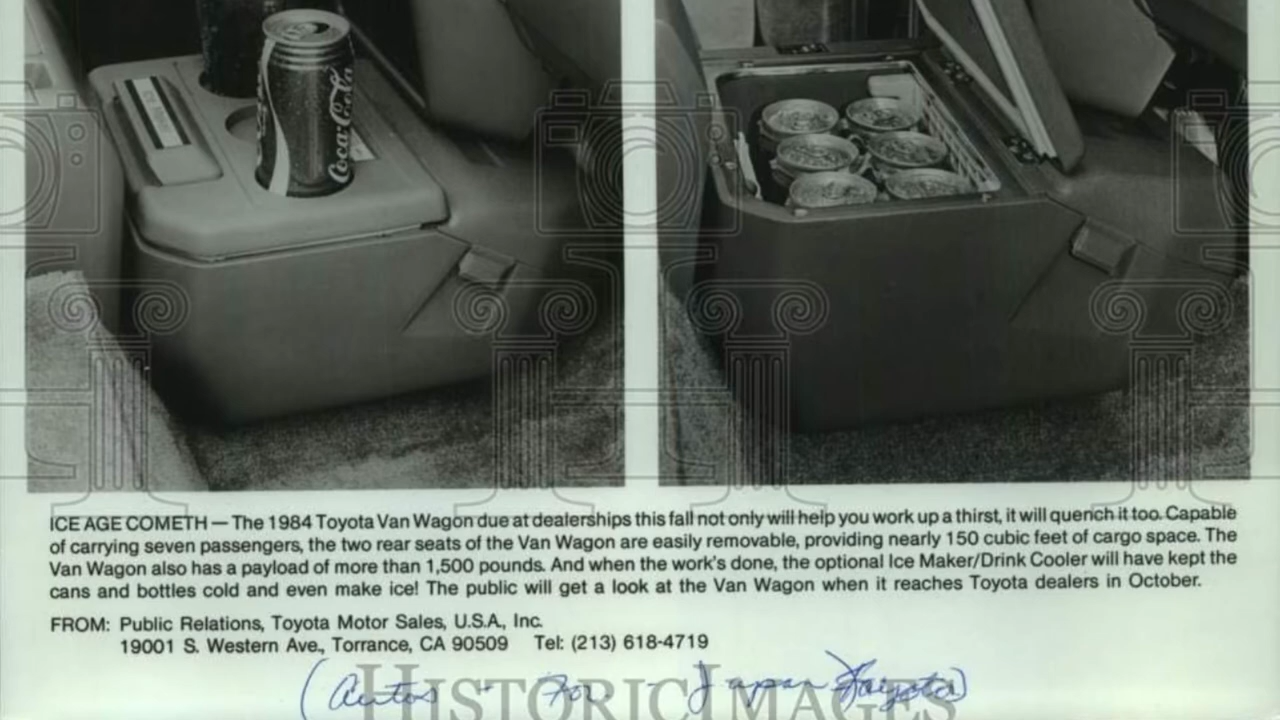 Coca-Cola
ICE AGE COMETH — The 1984 Toyota Van Wagon due at dealerships this fall not only will help you work up a thirst, it will quench it too. Capable
of carrying seven passengers, the two rear seats of the Van Wagon are easily removable, providing nearly 150 cubic feet of cargo space. The
Van Wagon also has a payload of more than 1,500 pounds. And when the work's done, the optional Ice Maker/Drink Cooler will have kept the
cans and bottles cold and even make ice! The public will get a look at the Van Wagon when it reaches Toyota dealers in October.
FROM: Public Relations, Toyota Motor Sales, U.S.A., Inc.
19001 S. Western Ave., Torrance, CA 90509 Tel: (213) 618-4719
(Autos - For. - Japan Toyota)
HISTORIC IMAGES